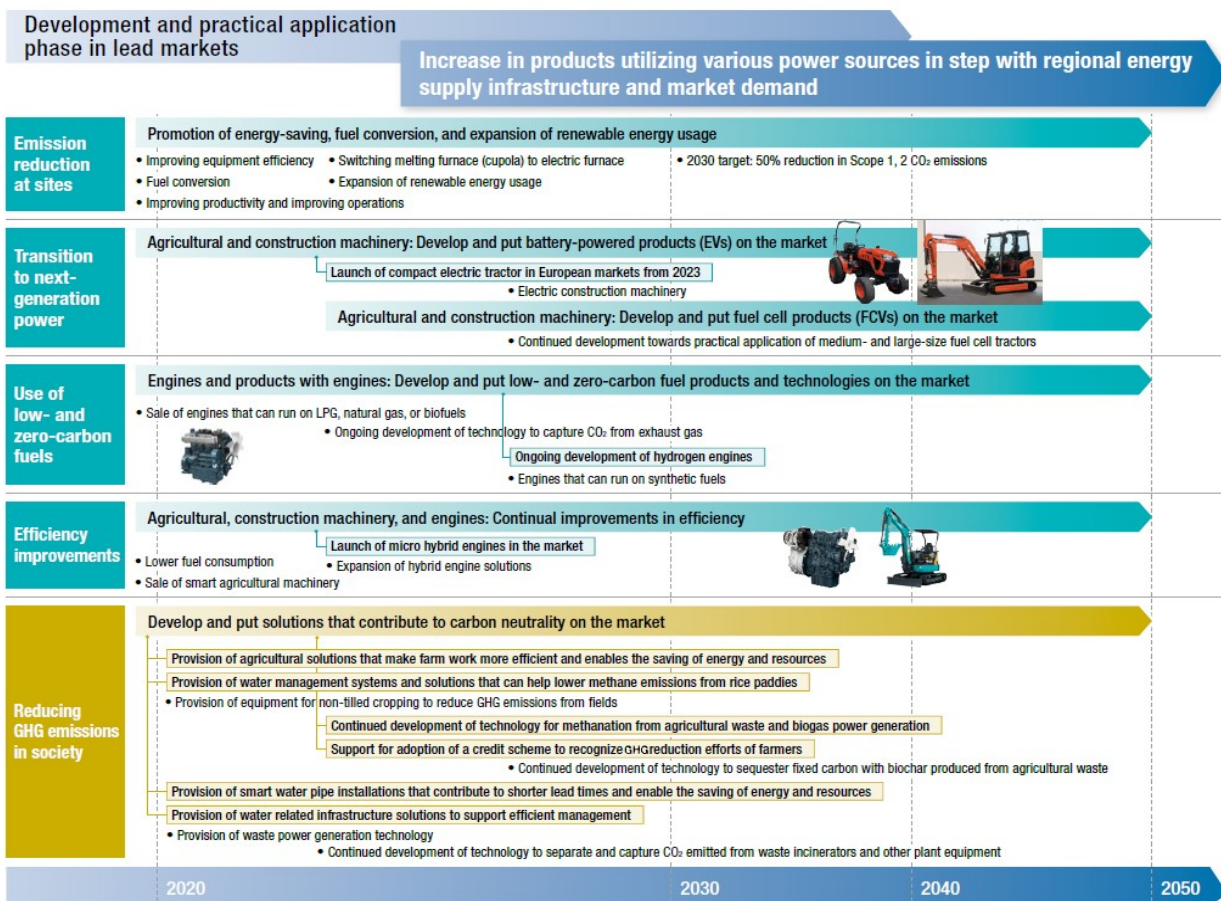 Development and practical application
phase in lead markets
Increase in products utilizing various power sources in step with regional energy
supply infrastructure and market demand
Emission
reduction
at sites
Promotion of energy-saving, fuel conversion, and expansion of renewable energy usage
• Improving equipment efficiency
• Switching melting furnace (cupola) to electric furnace
• 2030 target: 50% reduction in Scope 1, 2 CO₂ emissions
• Fuel conversion
• Expansion of renewable energy usage
• Improving productivity and improving operations
Transition
to next-
generation
power
Agricultural and construction machinery: Develop and put battery-powered products (EVs) on the market
Launch of compact electric tractor in European markets from 2023
• Electric construction machinery
Agricultural and construction machinery: Develop and put fuel cell products (FCVs) on the market
• Continued development towards practical application of medium- and large-size fuel cell tractors
Use of
low- and
zero-carbon
fuels
Engines and products with engines: Develop and put low- and zero-carbon fuel products and technologies on the market
• Sale of engines that can run on LPG, natural gas, or biofuels
• Ongoing development of technology to capture CO₂ from exhaust gas
Ongoing development of hydrogen engines
• Engines that can run on synthetic fuels
Efficiency
improvements
Agricultural, construction machinery, and engines: Continual improvements in efficiency
Launch of micro hybrid engines in the market
• Lower fuel consumption
• Expansion of hybrid engine solutions
• Sale of smart agricultural machinery
Reducing
GHG emissions
in society
Develop and put solutions that contribute to carbon neutrality on the market
Provision of agricultural solutions that make farm work more efficient and enables the saving of energy and resources
Provision of water management systems and solutions that can help lower methane emissions from rice paddies
• Provision of equipment for non-tilled cropping to reduce GHG emissions from fields
Continued development of technology for methanation from agricultural waste and biogas power generation
Support for adoption of a credit scheme to recognize GHG reduction efforts of farmers
• Continued development of technology to sequester fixed carbon with biochar produced from agricultural waste
Provision of smart water pipe installations that contribute to shorter lead times and enable the saving of energy and resources
Provision of water related infrastructure solutions to support efficient management
• Provision of waste power generation technology
• Continued development of technology to separate and capture CO₂ emitted from waste incinerators and other plant equipment
2020
2030
2040
2050